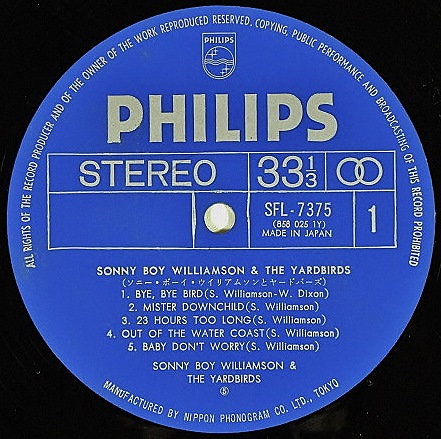 ALL RIGHTS OF THE RECORD PRODUCER AND OF THE OWNER OF THE WORK REPRODUCED RESERVED. COPYING, PUBLIC PERFORMANCE AND BROADCASTING OF THIS RECORD PROHIBITED
PHILIPS
PHILIPS
STEREO 33⅓
SFL-7375
(858 025 1Y)
MADE IN JAPAN
1
SONNY BOY WILLIAMSON & THE YARDBIRDS
(ソニー・ボーイ・ウイリアムソンとヤードバーズ)
1. BYE, BYE BIRD(S. Williamson-W. Dixon)
2. MISTER DOWNCHILD(S. Williamson)
3. 23 HOURS TOO LONG(S. Williamson)
4. OUT OF THE WATER COAST(S. Williamson)
5. BABY DON'T WORRY(S. Williamson)
SONNY BOY WILLIAMSON &
THE YARDBIRDS
MANUFACTURED BY NIPPON PHONOGRAM CO. LTD., TOKYO